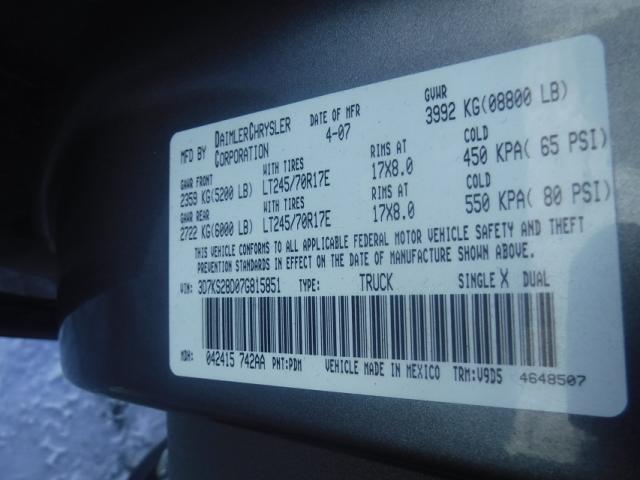 MFD BY DAIMLERCHRYSLER CORPORATION DATE OF MFR 4-07 GVWR 3992 KG(08800 LB)
GAWR FRONT WITH TIRES RIMS AT COLD
2359 KG(5200 LB) LT245/70R17E 17X8.0 450 KPA( 65 PSI)
GAWR REAR WITH TIRES RIMS AT COLD
2722 KG(6000 LB) LT245/70R17E 17X8.0 550 KPA( 80 PSI)
THIS VEHICLE CONFORMS TO ALL APPLICABLE FEDERAL MOTOR VEHICLE SAFETY AND THEFT
PREVENTION STANDARDS IN EFFECT ON THE DATE OF MANUFACTURE SHOWN ABOVE.
VIN: 3D7KS28D07G815851 TYPE: TRUCK SINGLE X DUAL
MDH: 042415 742AA PNT:PDM VEHICLE MADE IN MEXICO TRM:V9D5 4648507